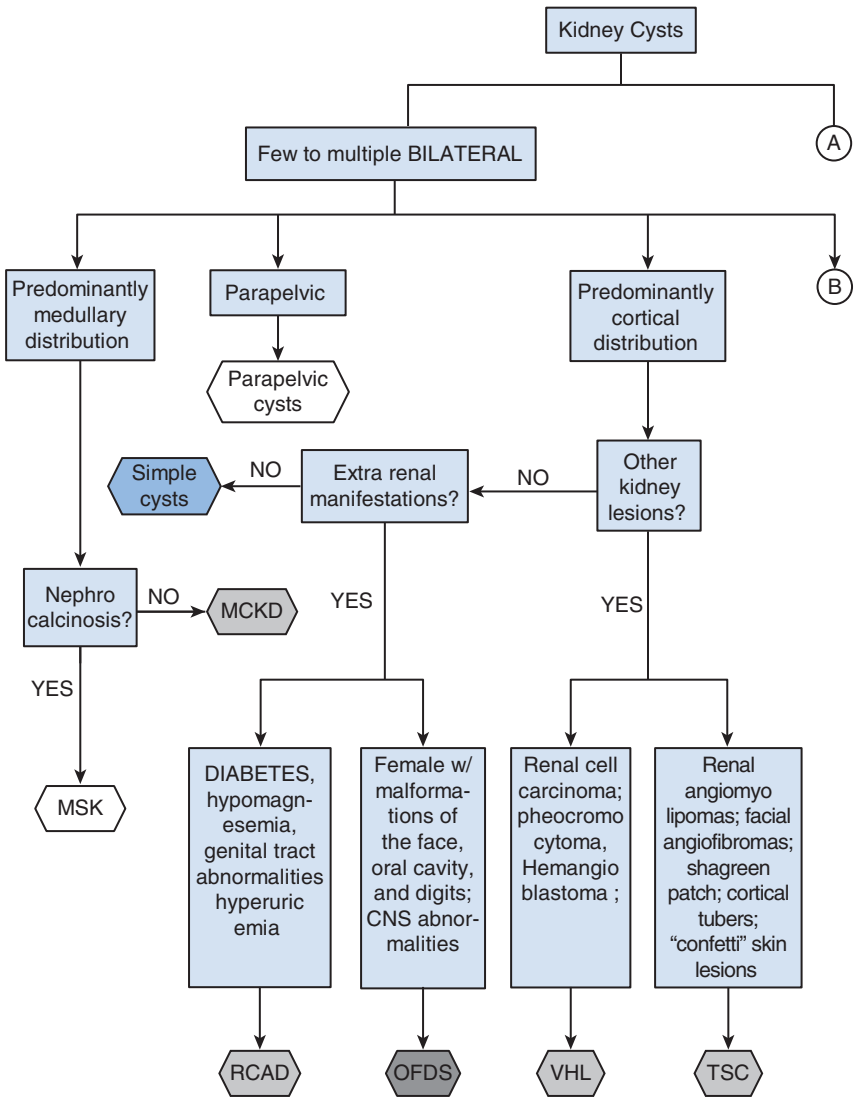 Kidney Cysts
A
Few to multiple BILATERAL
B
Predominantly
medullary
distribution
Parapelvic
Predominantly
cortical
distribution
Parapelvic
cysts
Simple
cysts
NO
Extra renal
manifestations?
NO
Other
kidney
lesions?
Nephro
calcinosis?
NO
MCKD
YES
YES
YES
MSK
DIABETES,
hypomagn-
esemia,
genital tract
abnormalities
hyperuric
emia
Female w/
malforma-
tions of
the face,
oral cavity,
and digits;
CNS abnor-
malities
Renal cell
carcinoma;
pheocromo
cytoma,
Hemangio
blastoma ;
Renal
angiomyo
lipomas; facial
angiofibromas;
shagreen
patch; cortical
tubers;
“confetti” skin
lesions
RCAD
OFDS
VHL
TSC